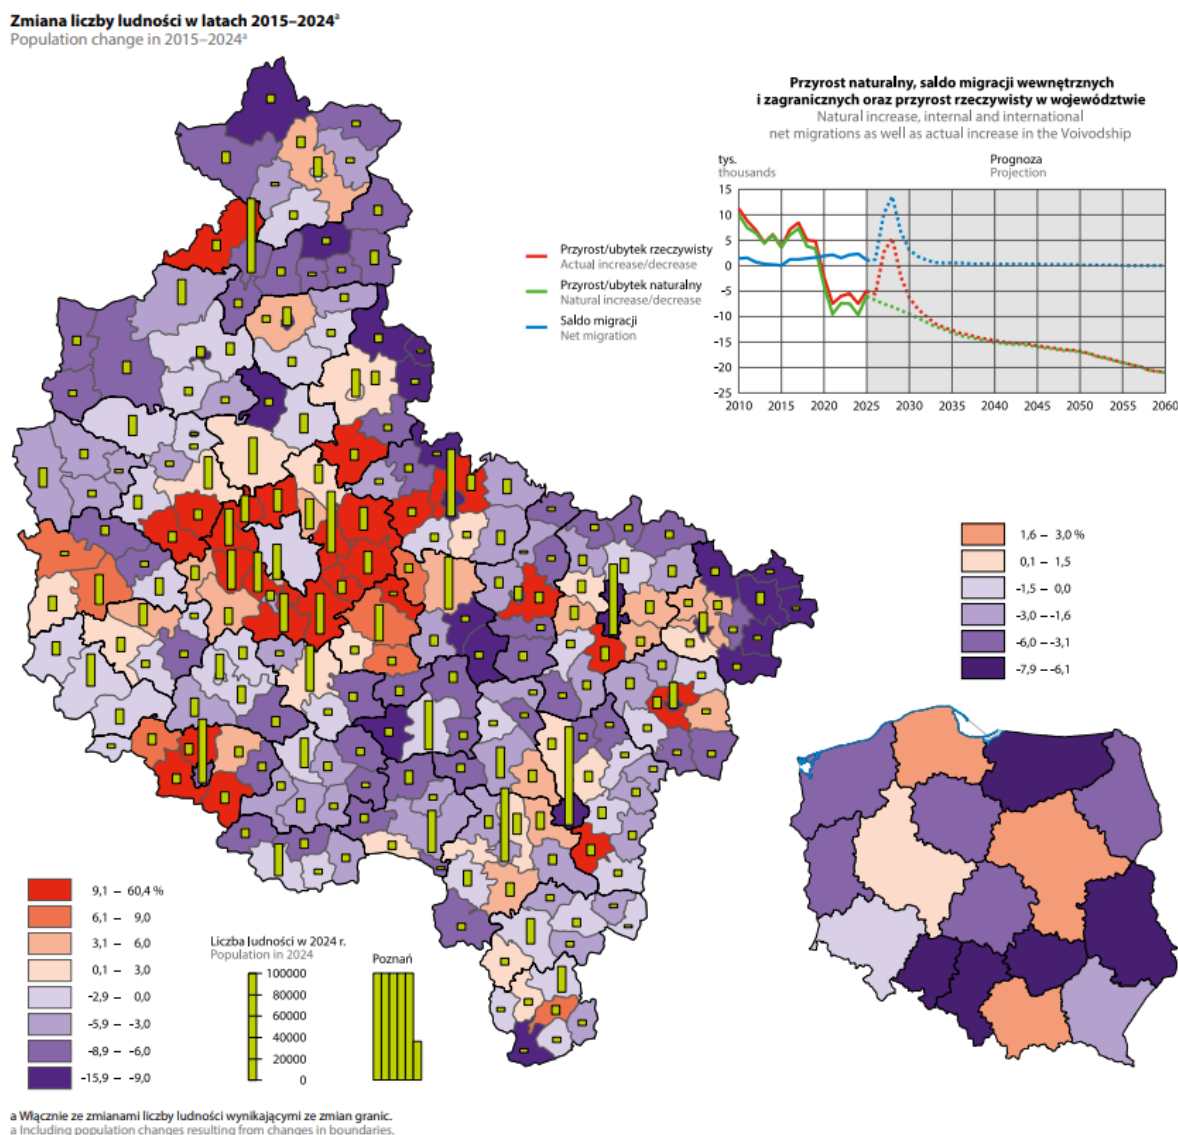 Zmiana liczby ludności w latach 2015–2024ᵃ
Population change in 2015–2024ᵃ
Przyrost naturalny, saldo migracji wewnętrznych
i zagranicznych oraz przyrost rzeczywisty w województwie
Natural increase, internal and international
net migrations as well as actual increase in the Voivodship
tys.
thousands
Prognoza
Projection
15
10
5
0
-5
-10
-15
-20
-25
2010 2015 2020 2025 2030 2035 2040 2045 2050 2055 2060
Przyrost/ubytek rzeczywisty
Actual increase/decrease
Przyrost/ubytek naturalny
Natural increase/decrease
Saldo migracji
Net migration
1,6 – 3,0 %
0,1 – 1,5
-1,5 – 0,0
-3,0 – -1,6
-6,0 – -3,1
-7,9 – -6,1
9,1 – 60,4 %
6,1 – 9,0
3,1 – 6,0
0,1 – 3,0
-2,9 – 0,0
-5,9 – -3,0
-8,9 – -6,0
-15,9 – -9,0
Liczba ludności w 2024 r.
Population in 2024
100000
80000
60000
40000
20000
0
Poznań
a Włącznie ze zmianami liczby ludności wynikającymi ze zmian granic.
a Including population changes resulting from changes in boundaries.